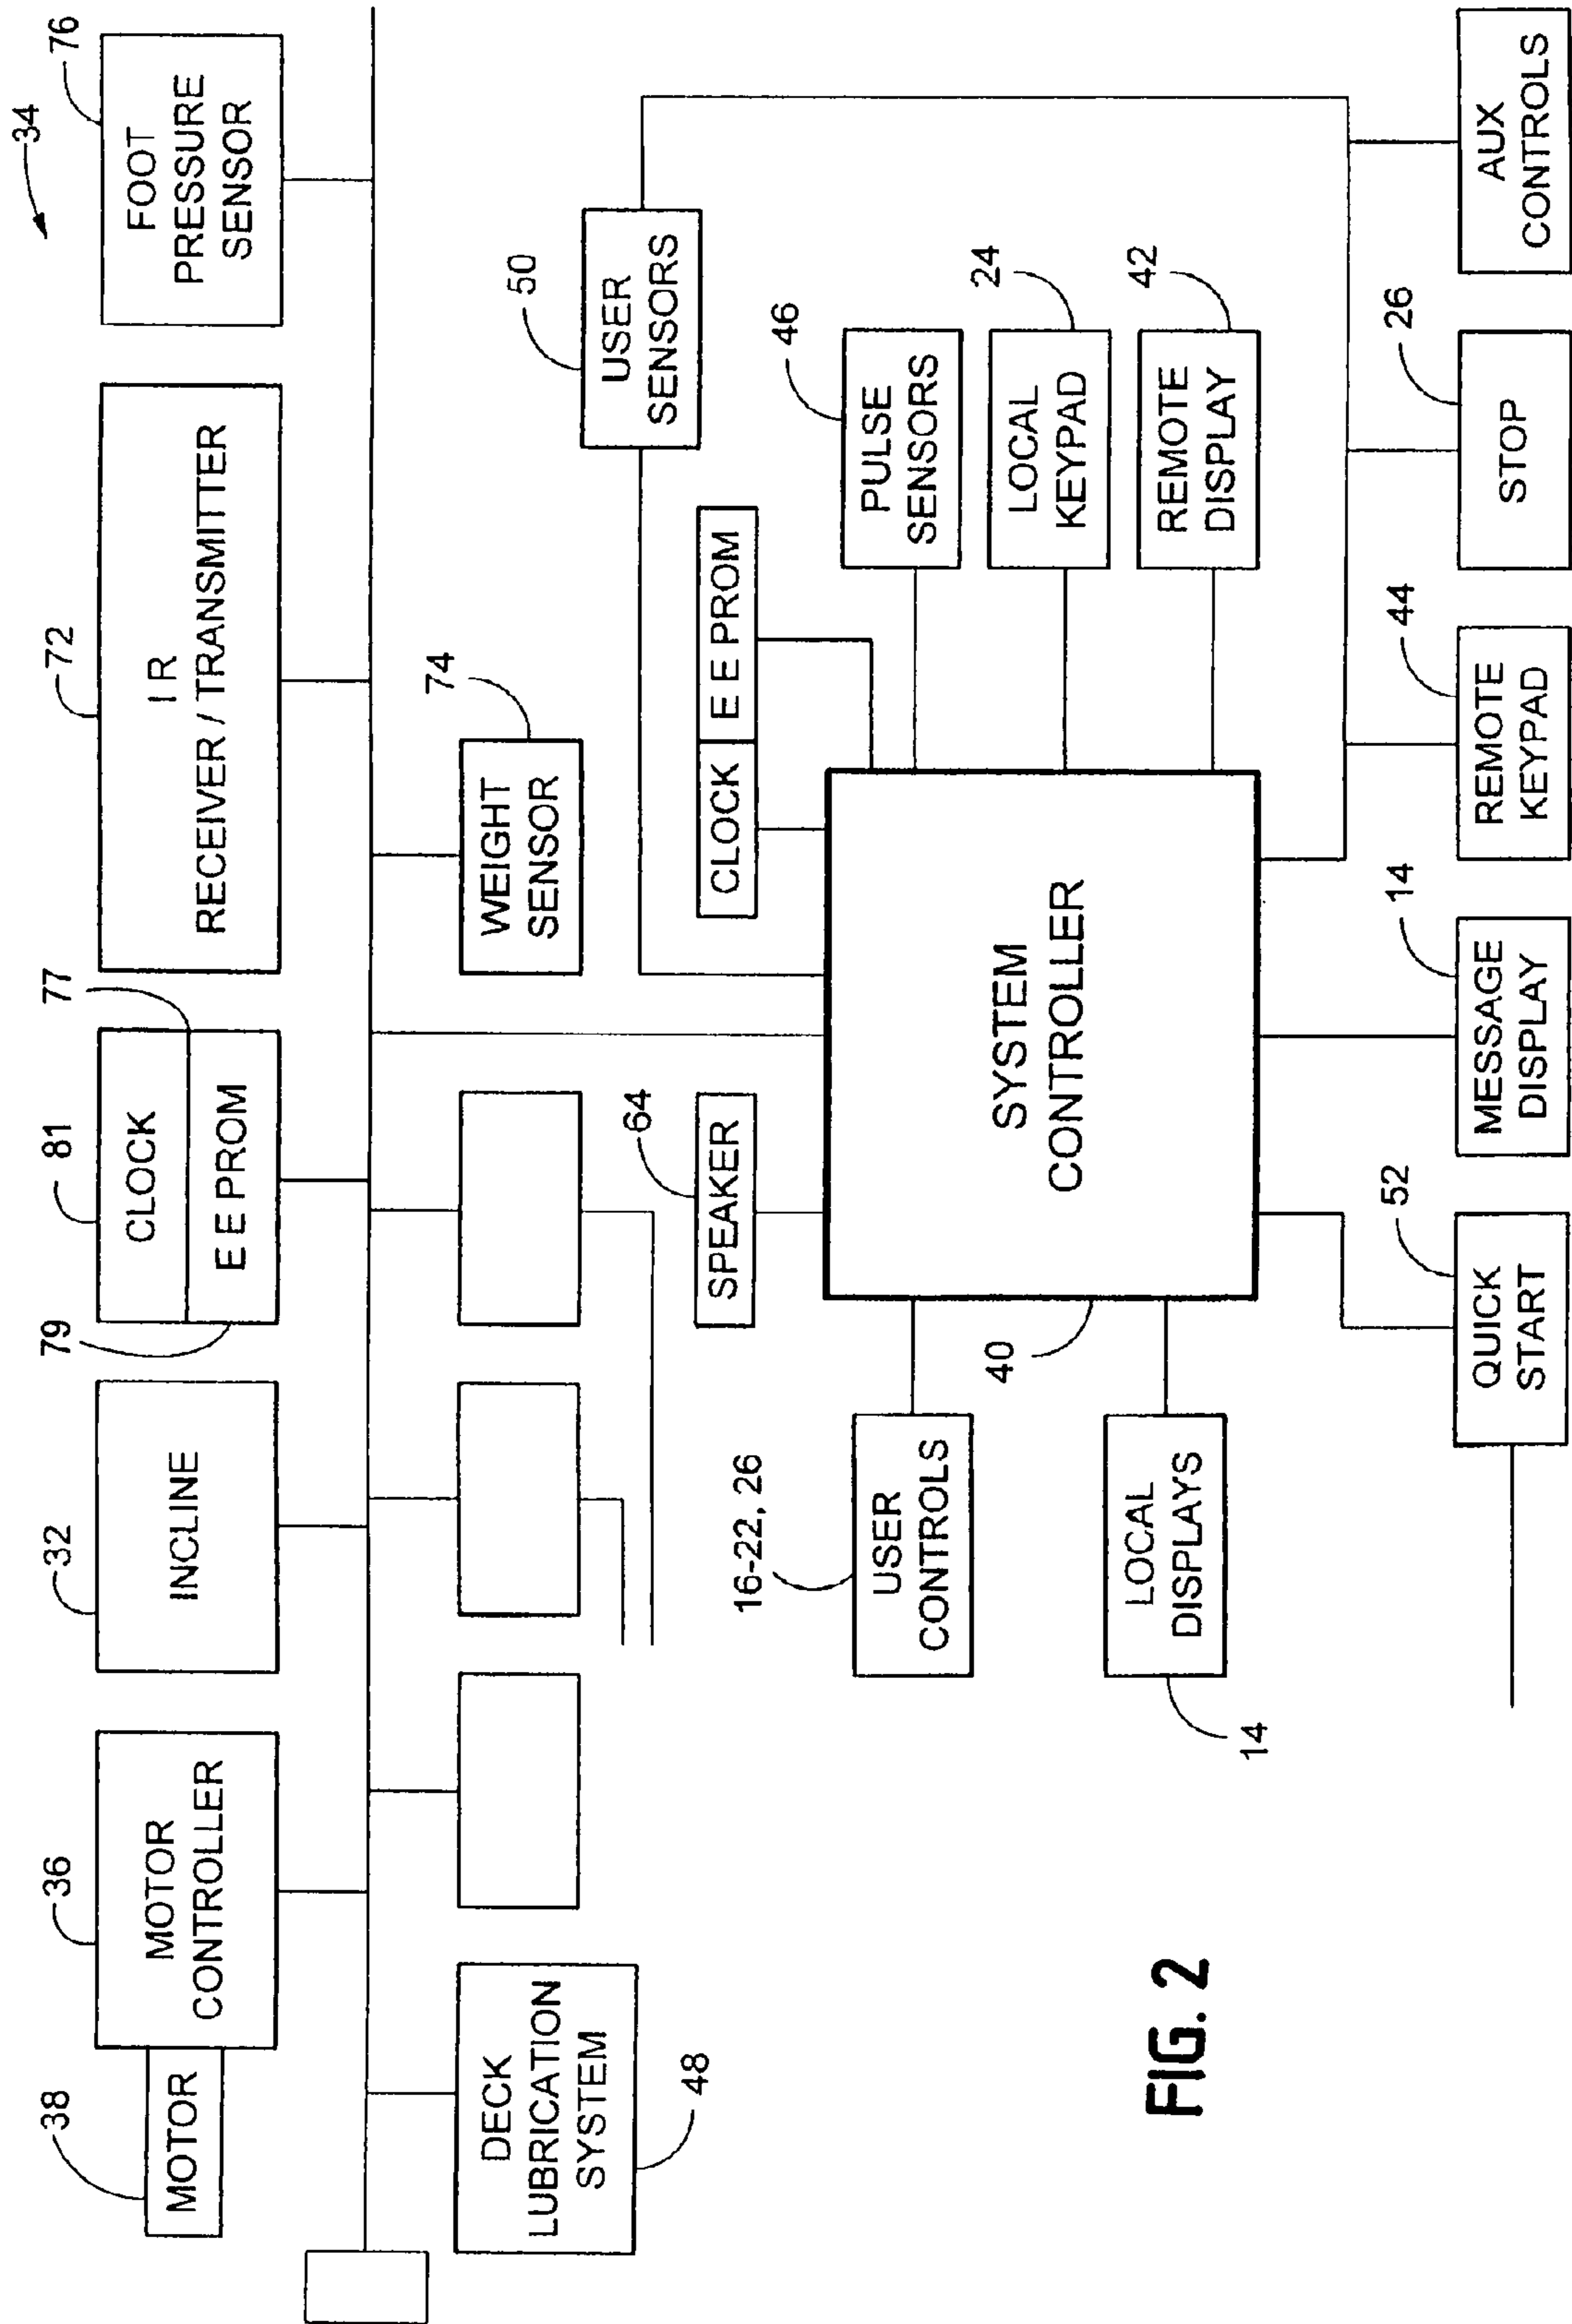 34
38
36
32
81
77
72
76
79
MOTOR
MOTOR
CONTROLLER
INCLINE
CLOCK
E E PROM
I R
RECEIVER / TRANSMITTER
FOOT
PRESSURE
SENSOR
DECK
LUBRICATION
SYSTEM
48
WEIGHT
SENSOR
74
50
USER
SENSORS
64
SPEAKER
CLOCK
E E PROM
16-22, 26
USER
CONTROLS
40
LOCAL
DISPLAYS
14
SYSTEM
CONTROLLER
46
PULSE
SENSORS
24
LOCAL
KEYPAD
42
REMOTE
DISPLAY
52
QUICK
START
14
MESSAGE
DISPLAY
44
REMOTE
KEYPAD
26
STOP
AUX
CONTROLS
FIG. 2